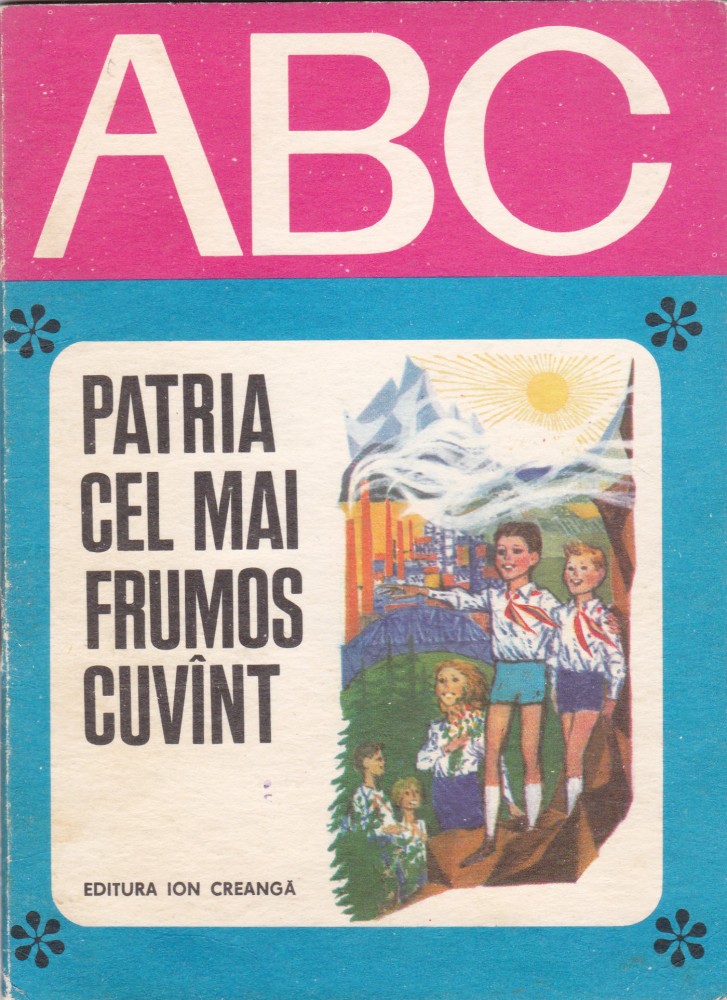 ABC
PATRIA
CEL MAI
FRUMOS
CUVÎNT
EDITURA ION CREANGĂ